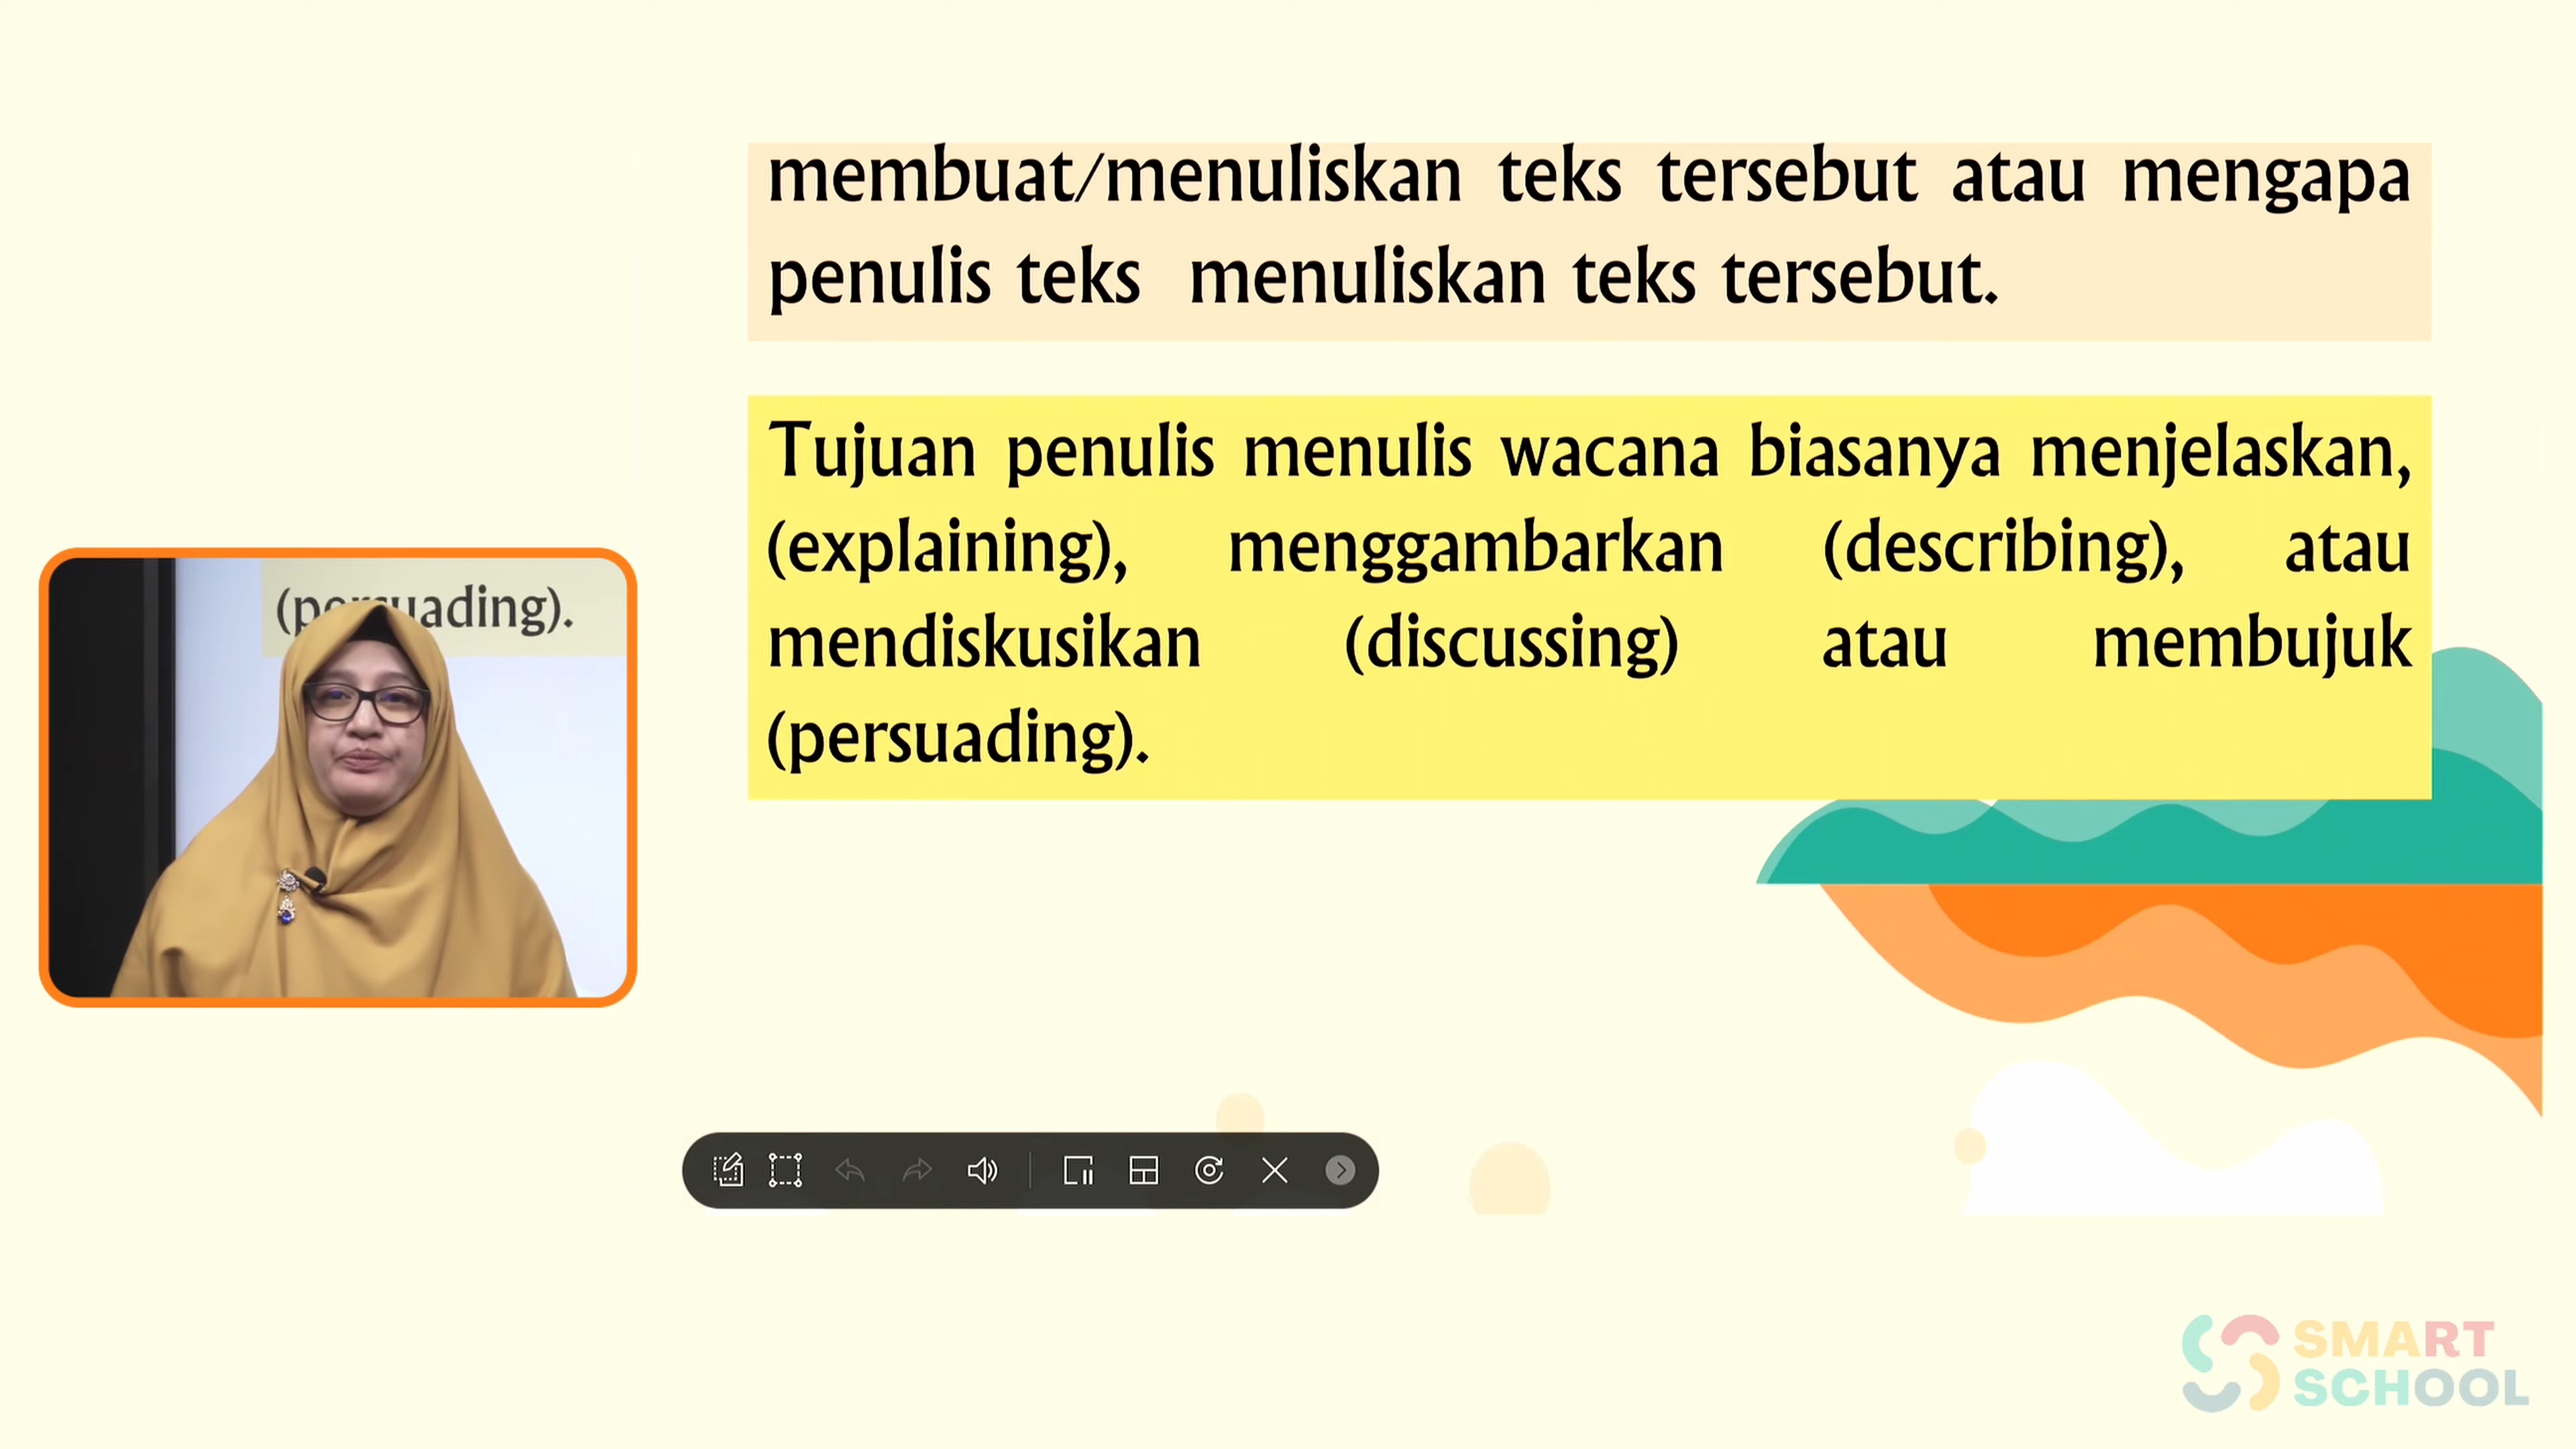 membuat/menuliskan teks tersebut atau mengapa
penulis teks menuliskan teks tersebut.
Tujuan penulis menulis wacana biasanya menjelaskan,
(explaining), menggambarkan (describing), atau
mendiskusikan (discussing) atau membujuk
(persuading).
SMART
SCHOOL